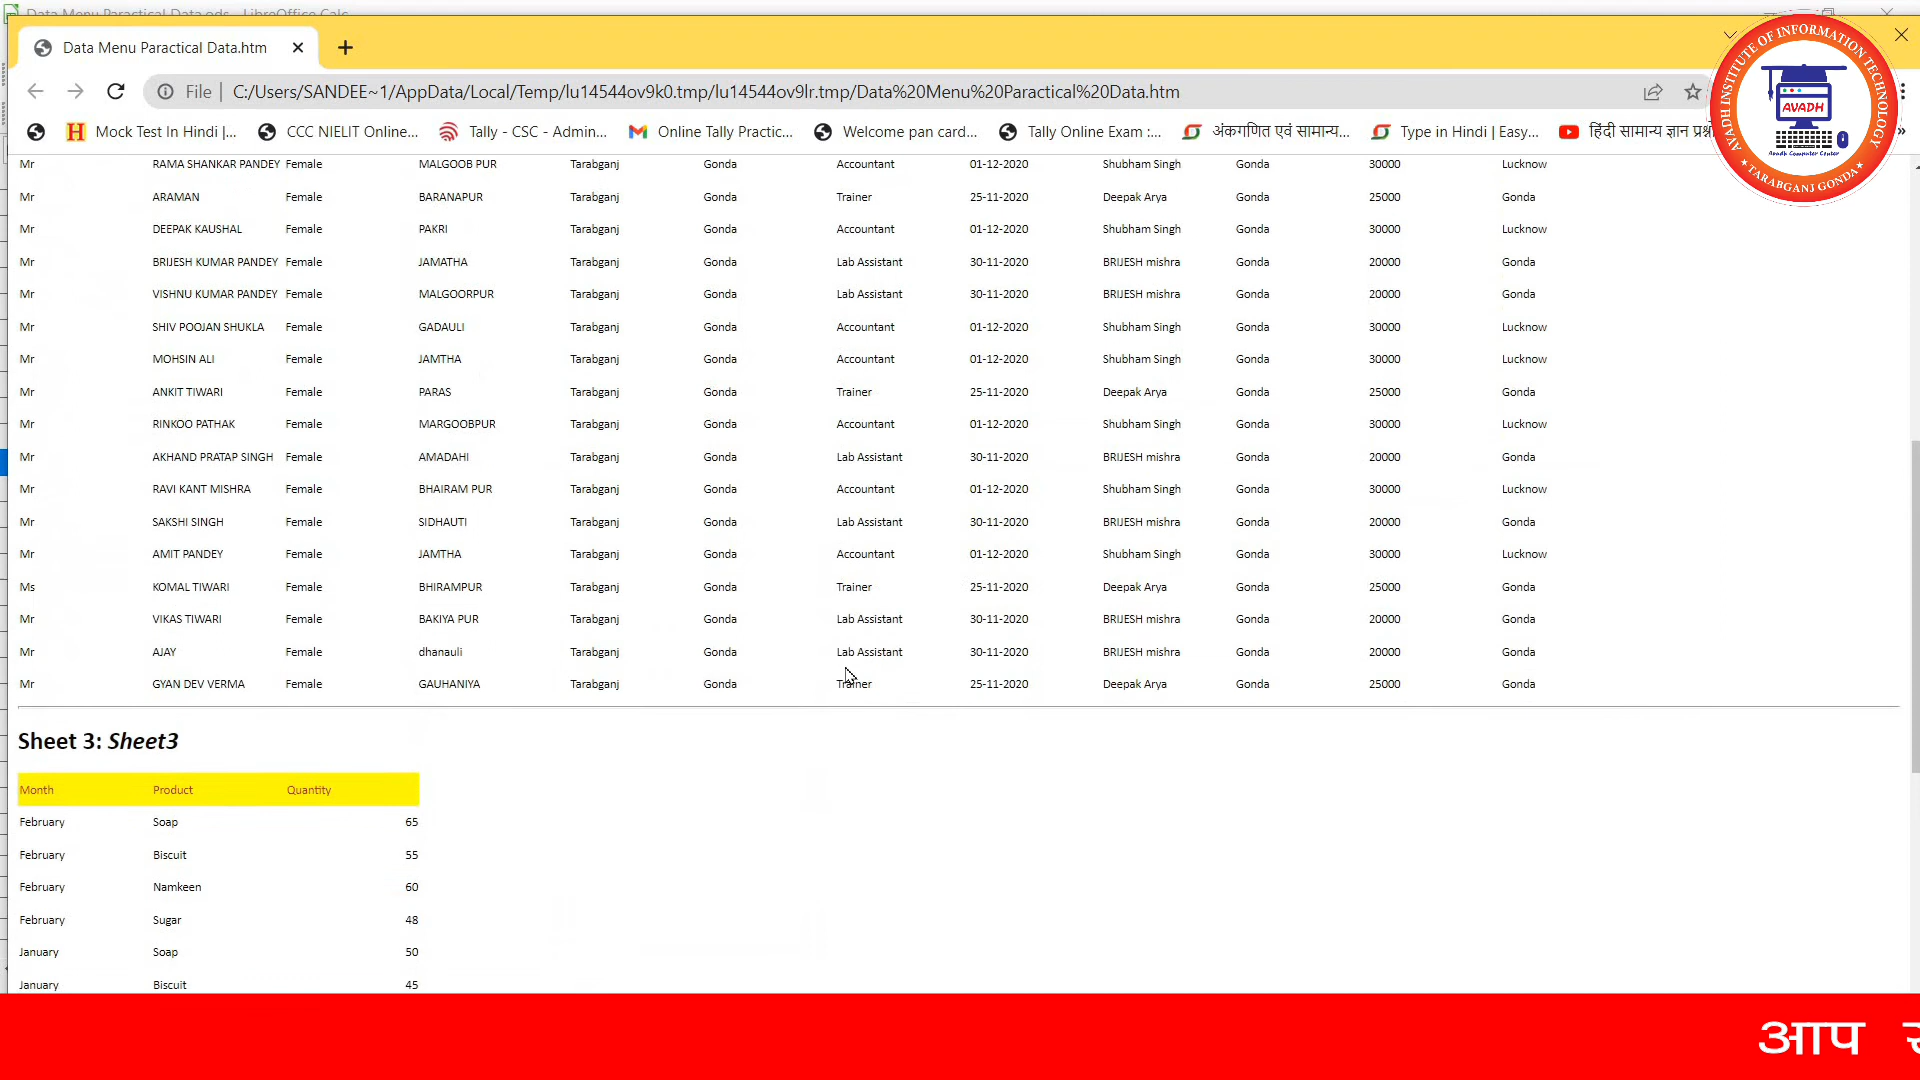 Data Menu Paractical Data.ods - LibreOffice Calc
Data Menu Paractical Data.htm
File | C:/Users/SANDEE~1/AppData/Local/Temp/lu14544ov9k0.tmp/lu14544ov9lr.tmp/Data%20Menu%20Paractical%20Data.htm
Mock Test In Hindi |... CCC NIELIT Online... Tally - CSC - Admin... Online Tally Practic... Welcome pan card... Tally Online Exam :... अंकगणित एवं सामान्य... Type in Hindi | Easy... हिंदी सामान्य ज्ञान
AVADH INSTITUTE OF INFORMATION TECHNOLOGY
AVADH
Avadh Computer Center
★ TARABGANJ GONDA ★
Mr RAMA SHANKAR PANDEY Female MALGOOB PUR Tarabganj Gonda Accountant 01-12-2020 Shubham Singh Gonda 30000 Lucknow
Mr ARAMAN Female BARANAPUR Tarabganj Gonda Trainer 25-11-2020 Deepak Arya Gonda 25000 Gonda
Mr DEEPAK KAUSHAL Female PAKRI Tarabganj Gonda Accountant 01-12-2020 Shubham Singh Gonda 30000 Lucknow
Mr BRIJESH KUMAR PANDEY Female JAMATHA Tarabganj Gonda Lab Assistant 30-11-2020 BRIJESH mishra Gonda 20000 Gonda
Mr VISHNU KUMAR PANDEY Female MALGOORPUR Tarabganj Gonda Lab Assistant 30-11-2020 BRIJESH mishra Gonda 20000 Gonda
Mr SHIV POOJAN SHUKLA Female GADAULI Tarabganj Gonda Accountant 01-12-2020 Shubham Singh Gonda 30000 Lucknow
Mr MOHSIN ALI Female JAMTHA Tarabganj Gonda Accountant 01-12-2020 Shubham Singh Gonda 30000 Lucknow
Mr ANKIT TIWARI Female PARAS Tarabganj Gonda Trainer 25-11-2020 Deepak Arya Gonda 25000 Gonda
Mr RINKOO PATHAK Female MARGOOBPUR Tarabganj Gonda Accountant 01-12-2020 Shubham Singh Gonda 30000 Lucknow
Mr AKHAND PRATAP SINGH Female AMADAHI Tarabganj Gonda Lab Assistant 30-11-2020 BRIJESH mishra Gonda 20000 Gonda
Mr RAVI KANT MISHRA Female BHAIRAM PUR Tarabganj Gonda Accountant 01-12-2020 Shubham Singh Gonda 30000 Lucknow
Mr SAKSHI SINGH Female SIDHAUTI Tarabganj Gonda Lab Assistant 30-11-2020 BRIJESH mishra Gonda 20000 Gonda
Mr AMIT PANDEY Female JAMTHA Tarabganj Gonda Accountant 01-12-2020 Shubham Singh Gonda 30000 Lucknow
Ms KOMAL TIWARI Female BHIRAMPUR Tarabganj Gonda Trainer 25-11-2020 Deepak Arya Gonda 25000 Gonda
Mr VIKAS TIWARI Female BAKIYA PUR Tarabganj Gonda Lab Assistant 30-11-2020 BRIJESH mishra Gonda 20000 Gonda
Mr AJAY Female dhanauli Tarabganj Gonda Lab Assistant 30-11-2020 BRIJESH mishra Gonda 20000 Gonda
Mr GYAN DEV VERMA Female GAUHANIYA Tarabganj Gonda Trainer 25-11-2020 Deepak Arya Gonda 25000 Gonda
Sheet 3: Sheet3
Month Product Quantity
February Soap 65
February Biscuit 55
February Namkeen 60
February Sugar 48
January Soap 50
January Biscuit 45
आप